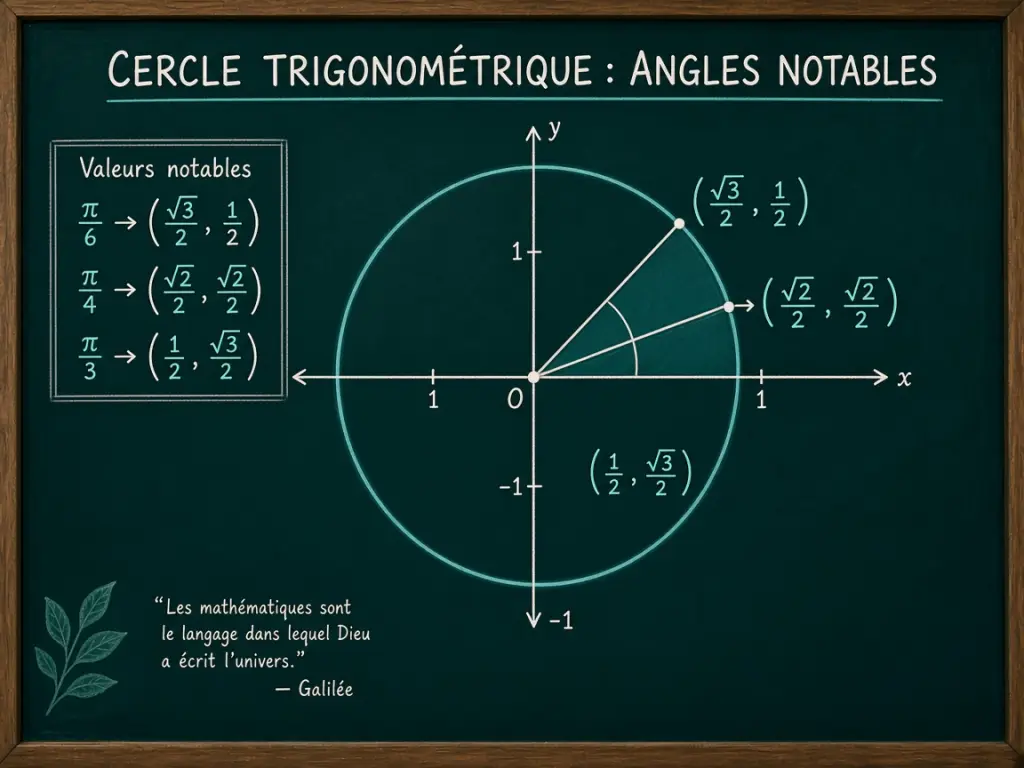 CERCLE TRIGONOMÉTRIQUE : ANGLES NOTABLES
Valeurs notables
π/6 → (√3/2, 1/2)
π/4 → (√2/2, √2/2)
π/3 → (1/2, √3/2)
y
(√3/2, 1/2)
1
(√2/2, √2/2)
x
1
O
1
(1/2, √3/2)
-1
-1
“Les mathématiques sont
le langage dans lequel Dieu
a écrit l'univers.”
— Galilée